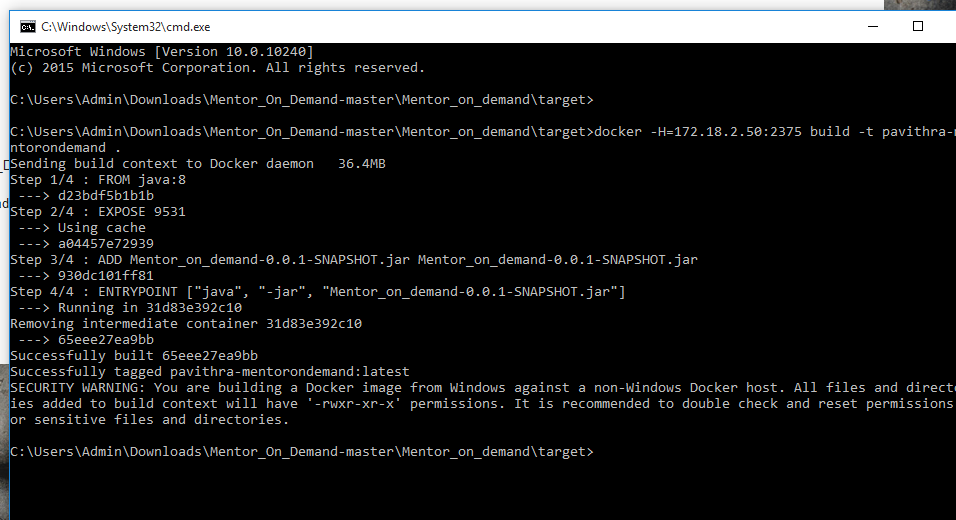 C:\Windows\System32\cmd.exe
Microsoft Windows [Version 10.0.10240]
(c) 2015 Microsoft Corporation. All rights reserved.
C:\Users\Admin\Downloads\Mentor_On_Demand-master\Mentor_on_demand\target>
C:\Users\Admin\Downloads\Mentor_On_Demand-master\Mentor_on_demand\target>docker -H=172.18.2.50:2375 build -t pavithra-
ntorondemand .
Sending build context to Docker daemon   36.4MB
Step 1/4 : FROM java:8
 ---> d23bdf5b1b1b
Step 2/4 : EXPOSE 9531
 ---> Using cache
 ---> a04457e72939
Step 3/4 : ADD Mentor_on_demand-0.0.1-SNAPSHOT.jar Mentor_on_demand-0.0.1-SNAPSHOT.jar
 ---> 930dc101ff81
Step 4/4 : ENTRYPOINT ["java", "-jar", "Mentor_on_demand-0.0.1-SNAPSHOT.jar"]
 ---> Running in 31d83e392c10
Removing intermediate container 31d83e392c10
 ---> 65eee27ea9bb
Successfully built 65eee27ea9bb
Successfully tagged pavithra-mentorondemand:latest
SECURITY WARNING: You are building a Docker image from Windows against a non-Windows Docker host. All files and direct
ies added to build context will have '-rwxr-xr-x' permissions. It is recommended to double check and reset permissions
or sensitive files and directories.
C:\Users\Admin\Downloads\Mentor_On_Demand-master\Mentor_on_demand\target>